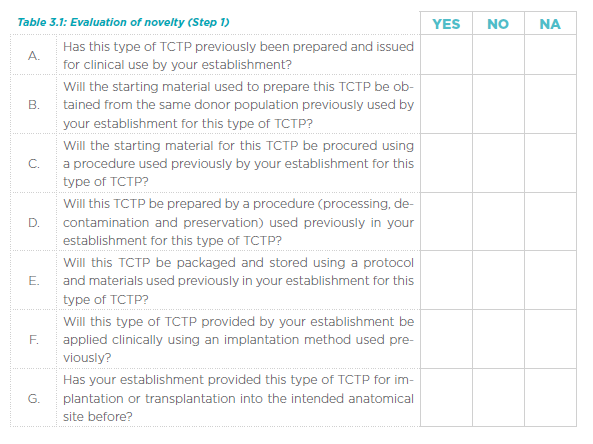 Table 3.1: Evaluation of novelty (Step 1)
YES NO NA
A. Has this type of TCTP previously been prepared and issued
for clinical use by your establishment?
B. Will the starting material used to prepare this TCTP be ob-
tained from the same donor population previously used by
your establishment for this type of TCTP?
C. Will the starting material for this TCTP be procured using
a procedure used previously by your establishment for this
type of TCTP?
D. Will this TCTP be prepared by a procedure (processing, de-
contamination and preservation) used previously in your
establishment for this type of TCTP?
E. Will this TCTP be packaged and stored using a protocol
and materials used previously in your establishment for this
type of TCTP?
F. Will this type of TCTP provided by your establishment be
applied clinically using an implantation method used pre-
viously?
G. Has your establishment provided this type of TCTP for im-
plantation or transplantation into the intended anatomical
site before?